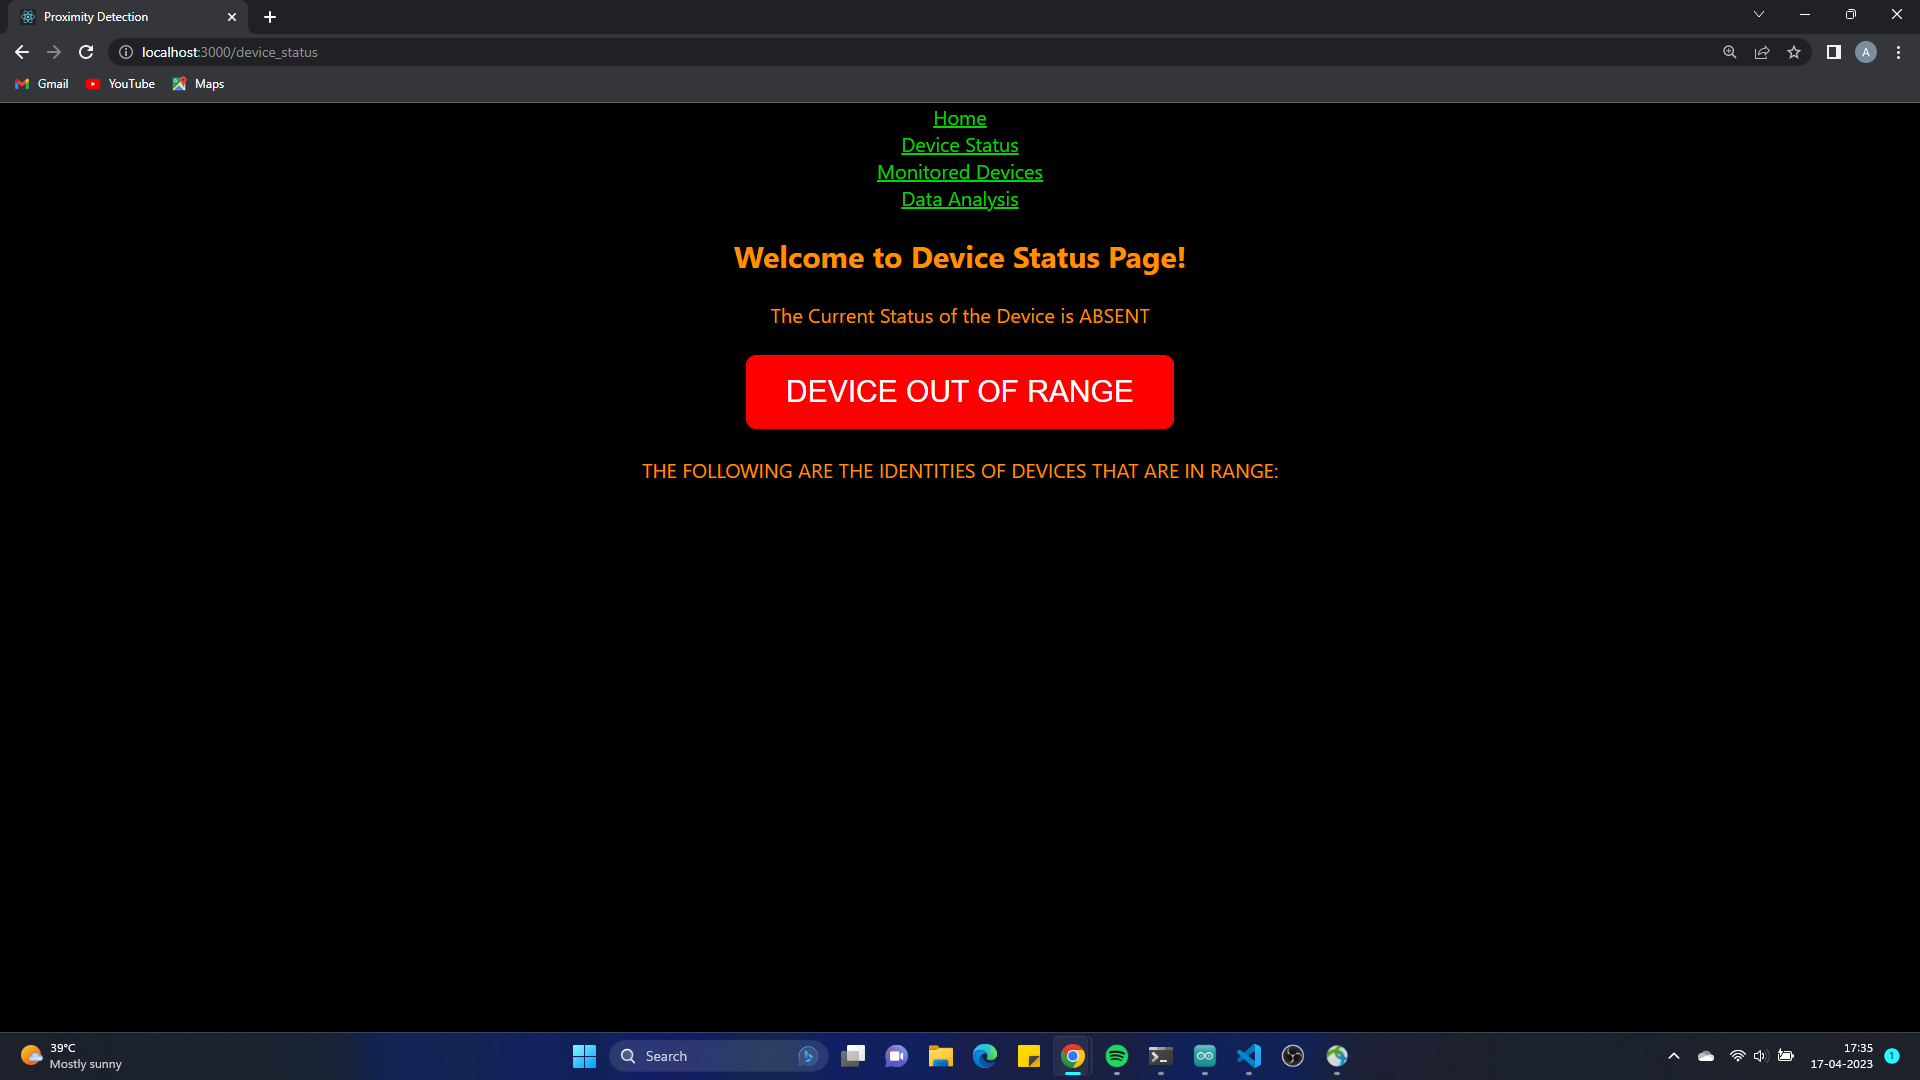 Proximity Detection
localhost:3000/device_status
A
Gmail YouTube Maps
Home
Device Status
Monitored Devices
Data Analysis
Welcome to Device Status Page!
The Current Status of the Device is ABSENT
DEVICE OUT OF RANGE
THE FOLLOWING ARE THE IDENTITIES OF DEVICES THAT ARE IN RANGE:
39°C
Mostly sunny
Search
17:35
17-04-2023
1